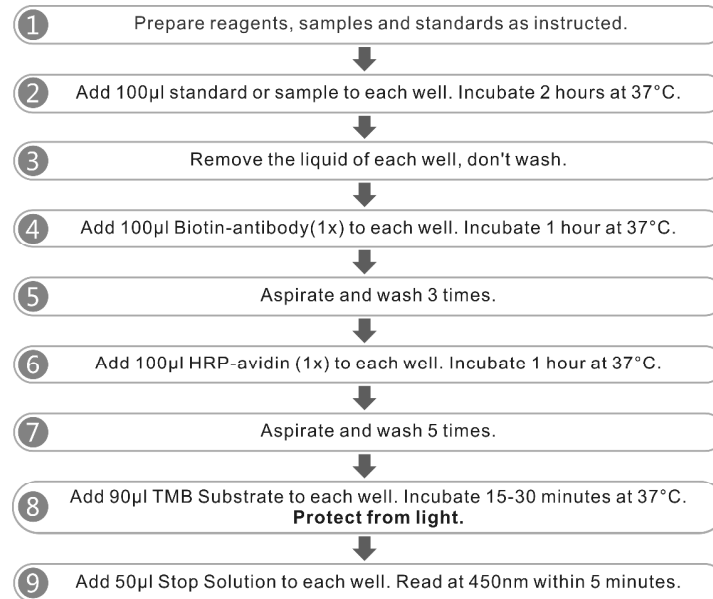 1 Prepare reagents, samples and standards as instructed.
2 Add 100μl standard or sample to each well. Incubate 2 hours at 37°C.
3 Remove the liquid of each well, don't wash.
4 Add 100μl Biotin-antibody(1x) to each well. Incubate 1 hour at 37°C.
5 Aspirate and wash 3 times.
6 Add 100μl HRP-avidin (1x) to each well. Incubate 1 hour at 37°C.
7 Aspirate and wash 5 times.
8 Add 90μl TMB Substrate to each well. Incubate 15-30 minutes at 37°C.
Protect from light.
9 Add 50μl Stop Solution to each well. Read at 450nm within 5 minutes.